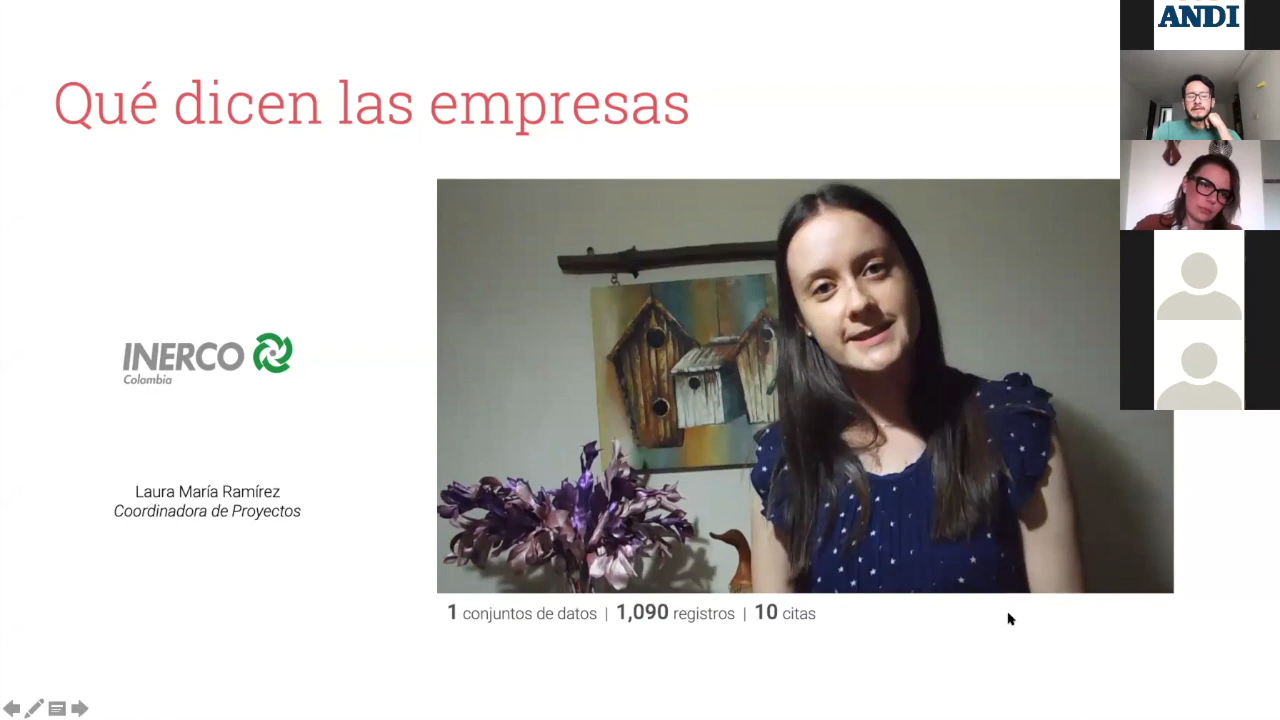 ANDI
Qué dicen las empresas
INERCO
Colombia
Laura María Ramírez
Coordinadora de Proyectos
1 conjuntos de datos | 1,090 registros | 10 citas